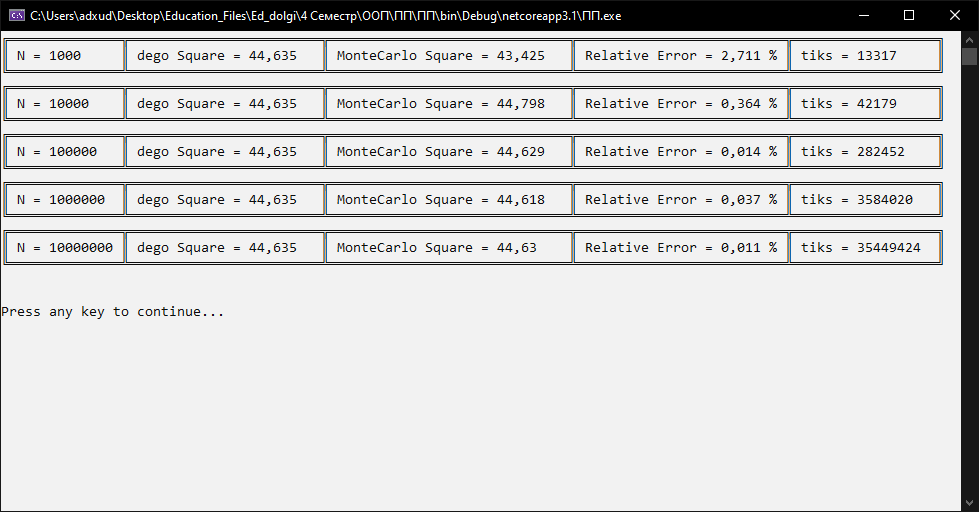 C:\Users\adxud\Desktop\Education_Files\Ed_dolgi\4 Семестр\ООП\ПП\ПП\bin\Debug\netcoreapp3.1\ПП.exe
N = 1000 dego Square = 44,635 MonteCarlo Square = 43,425 Relative Error = 2,711 % tiks = 13317
N = 10000 dego Square = 44,635 MonteCarlo Square = 44,798 Relative Error = 0,364 % tiks = 42179
N = 100000 dego Square = 44,635 MonteCarlo Square = 44,629 Relative Error = 0,014 % tiks = 282452
N = 1000000 dego Square = 44,635 MonteCarlo Square = 44,618 Relative Error = 0,037 % tiks = 3584020
N = 10000000 dego Square = 44,635 MonteCarlo Square = 44,63 Relative Error = 0,011 % tiks = 35449424
Press any key to continue...